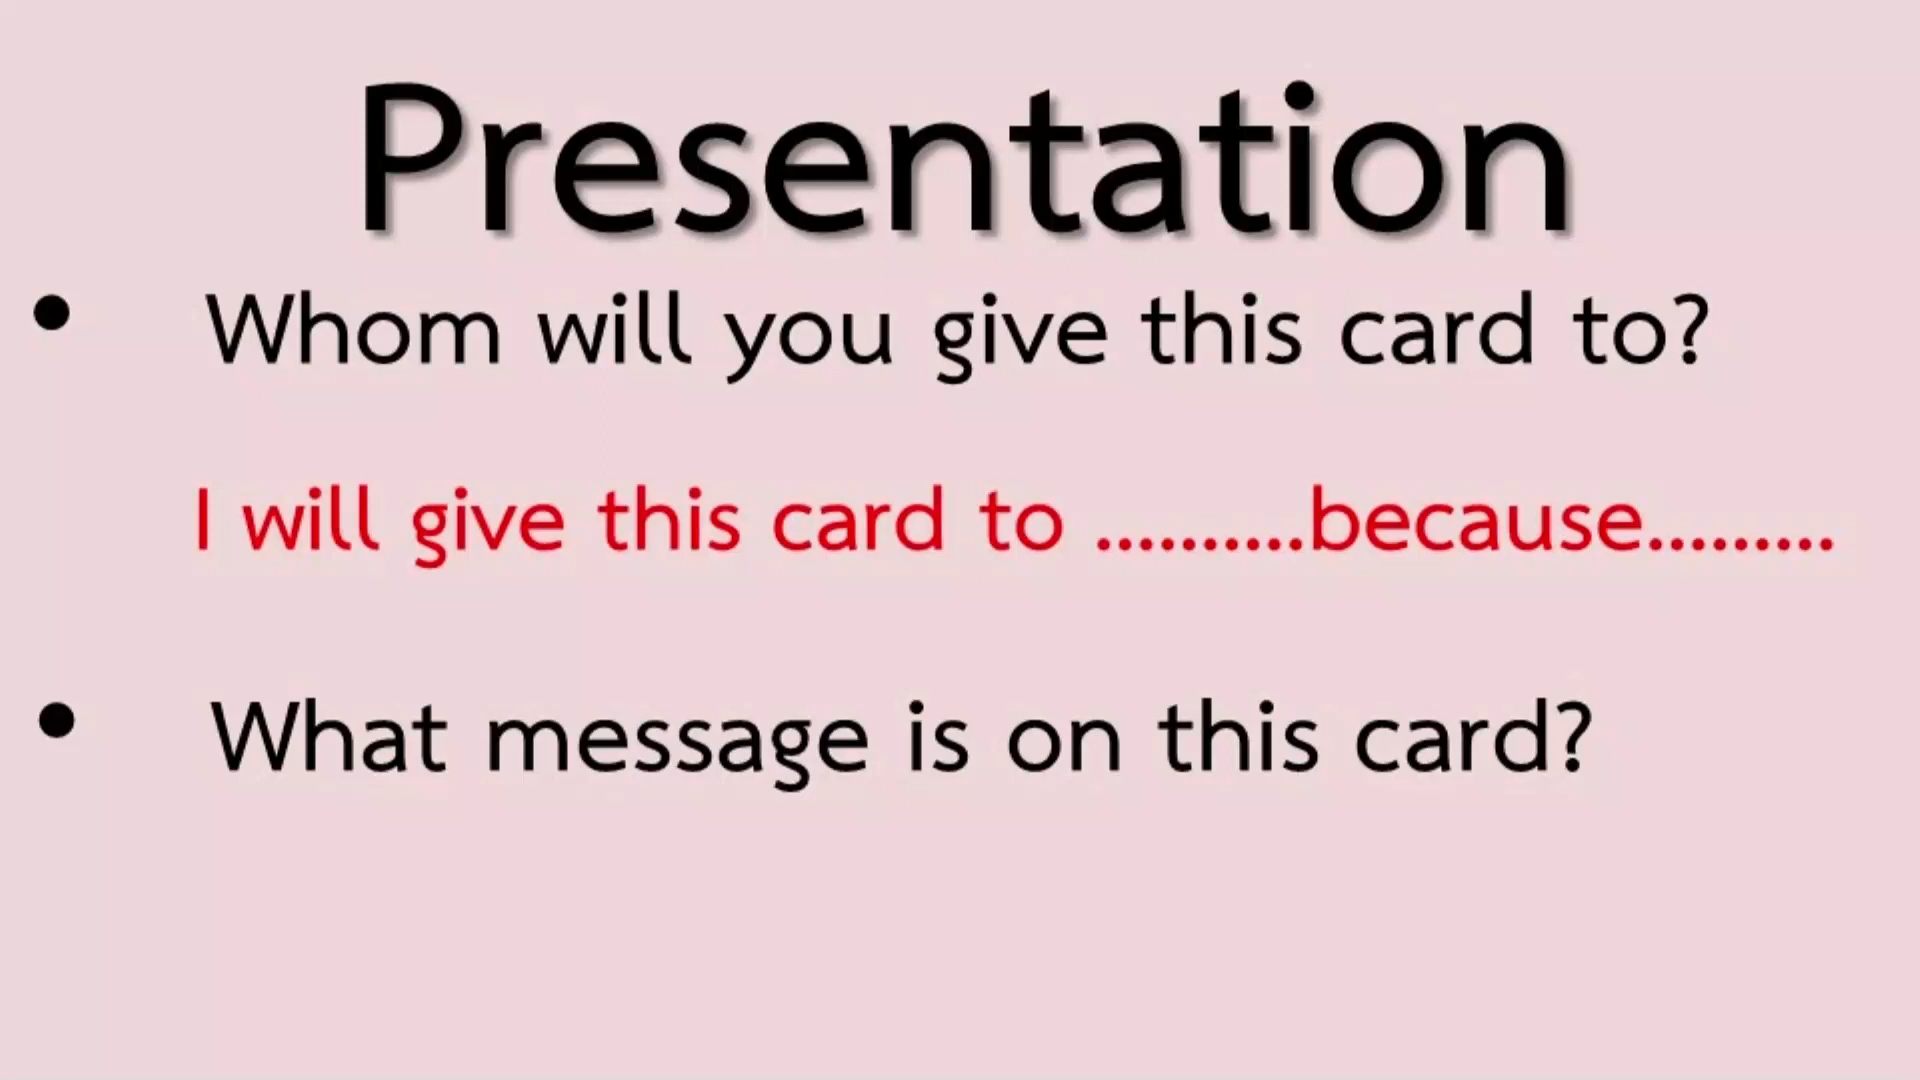 Presentation
• Whom will you give this card to?
I will give this card to ..........because.........
• What message is on this card?